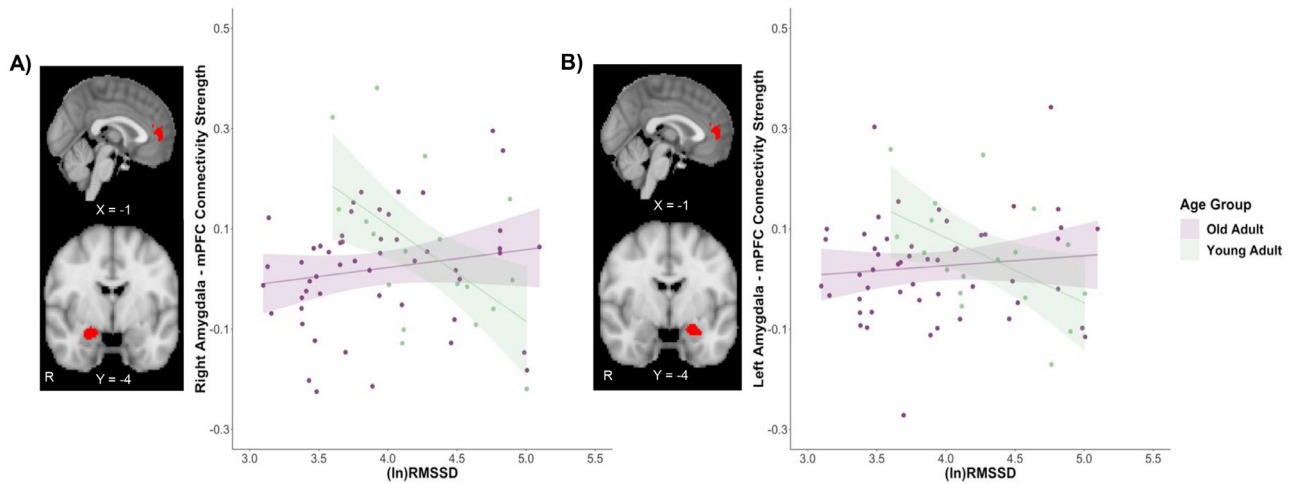 A)
X = -1
R
Y = -4
Right Amygdala - mPFC Connectivity Strength
0.5
0.3
0.1
-0.1
-0.3
3.0 3.5 4.0 4.5 5.0 5.5
(ln)RMSSD
B)
X = -1
R
Y = -4
Left Amygdala - mPFC Connectivity Strength
0.5
0.3
0.1
-0.1
-0.3
3.0 3.5 4.0 4.5 5.0 5.5
(ln)RMSSD
Age Group
Old Adult
Young Adult